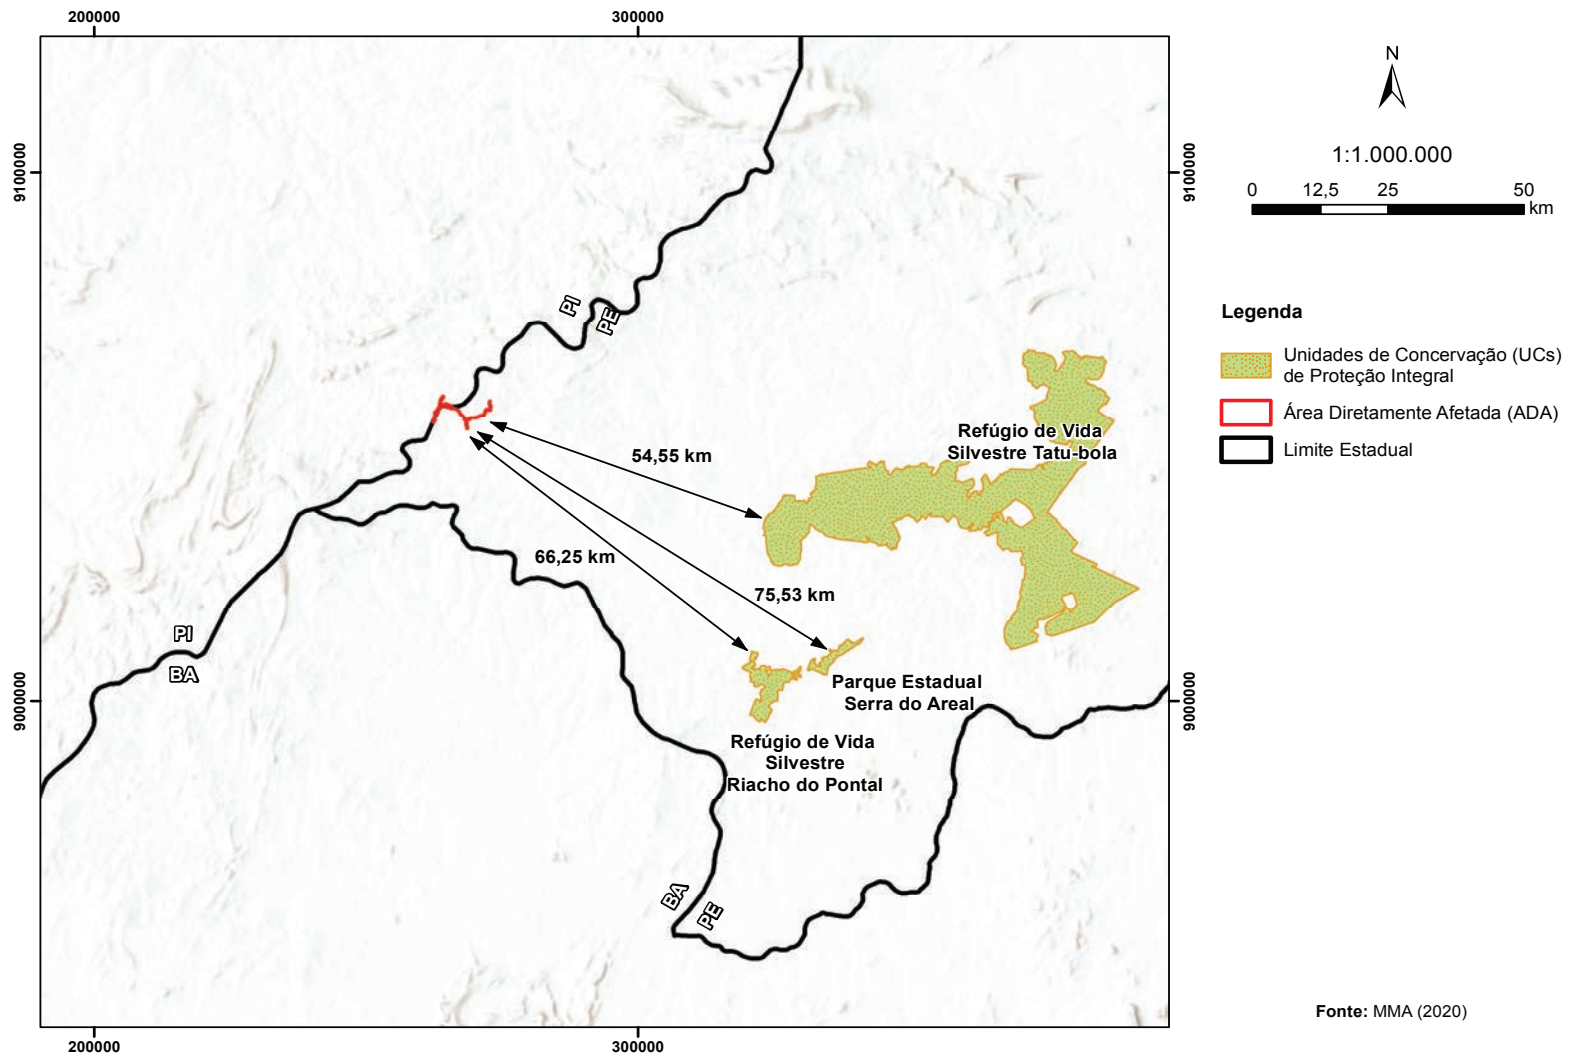 200000
300000
N
1:1.000.000
0 12,5 25 50
km
9100000
9100000
PI
PE
Legenda
Unidades de Concervação (UCs)
de Proteção Integral
Área Diretamente Afetada (ADA)
Limite Estadual
Refúgio de Vida
Silvestre Tatu-bola
54,55 km
66,25 km
75,53 km
PI
BA
9000000
9000000
Parque Estadual
Serra do Areal
Refúgio de Vida
Silvestre
Riacho do Pontal
BA
PE
Fonte: MMA (2020)
200000
300000